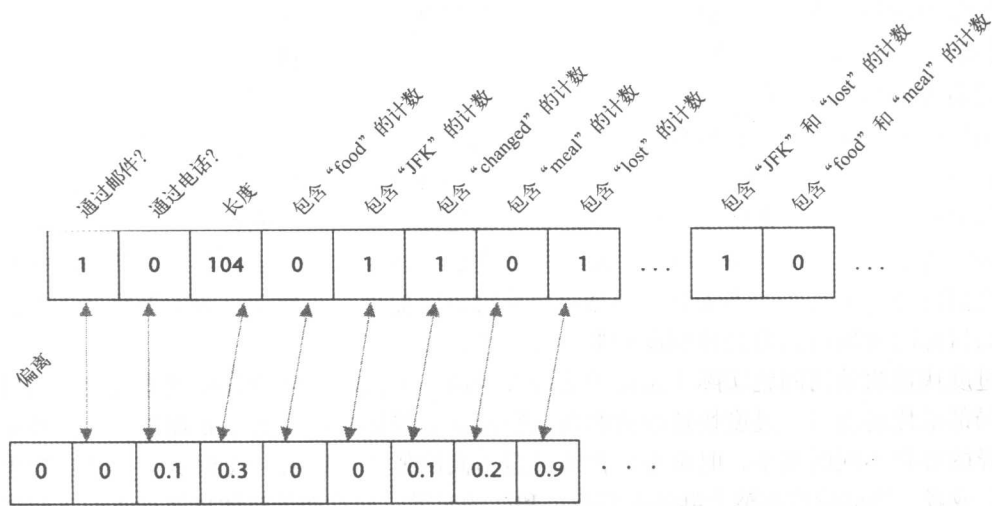 通过邮件?
通过电话?
长度
包含“food”的计数
包含“JFK”的计数
包含“changed”的计数
包含“meal”的计数
包含“lost”的计数
包含“JFK”和“lost”的计数
包含“food”和“meal”的计数
1 0 104 0 1 1 0 1 ... 1 0 ...
偏离
0 0 0.1 0.3 0 0 0.1 0.2 0.9 ....